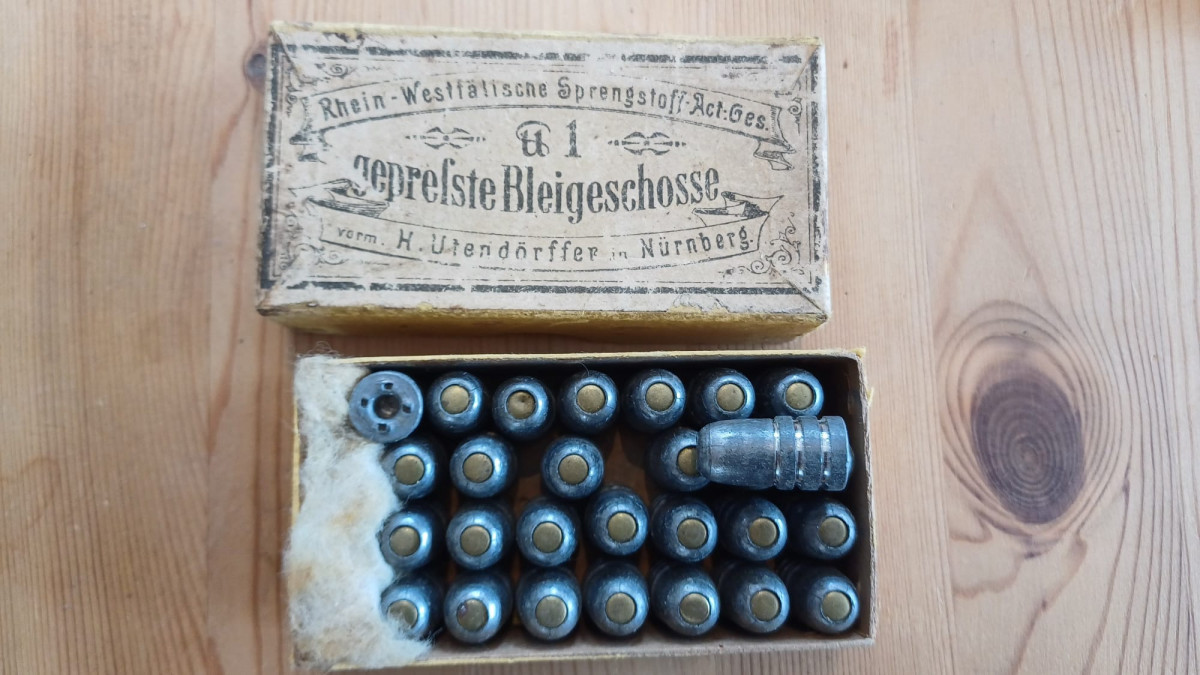 Rhein-Westfälische Sprengstoff-Act:Ges.
U 1
gepreſste Bleigeschosse
vorm. H. Utendörffer in Nürnberg.